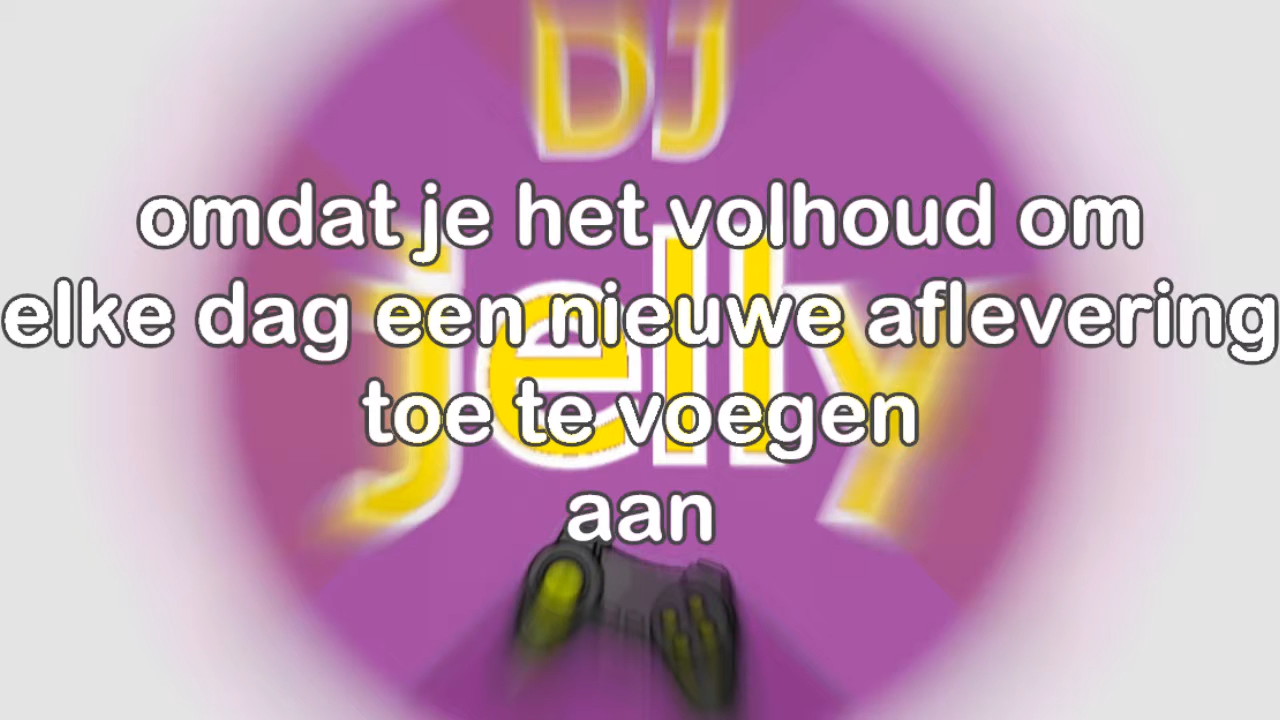 DJ
Jelly
omdat je het volhoud om
elke dag een nieuwe aflevering
toe te voegen
aan